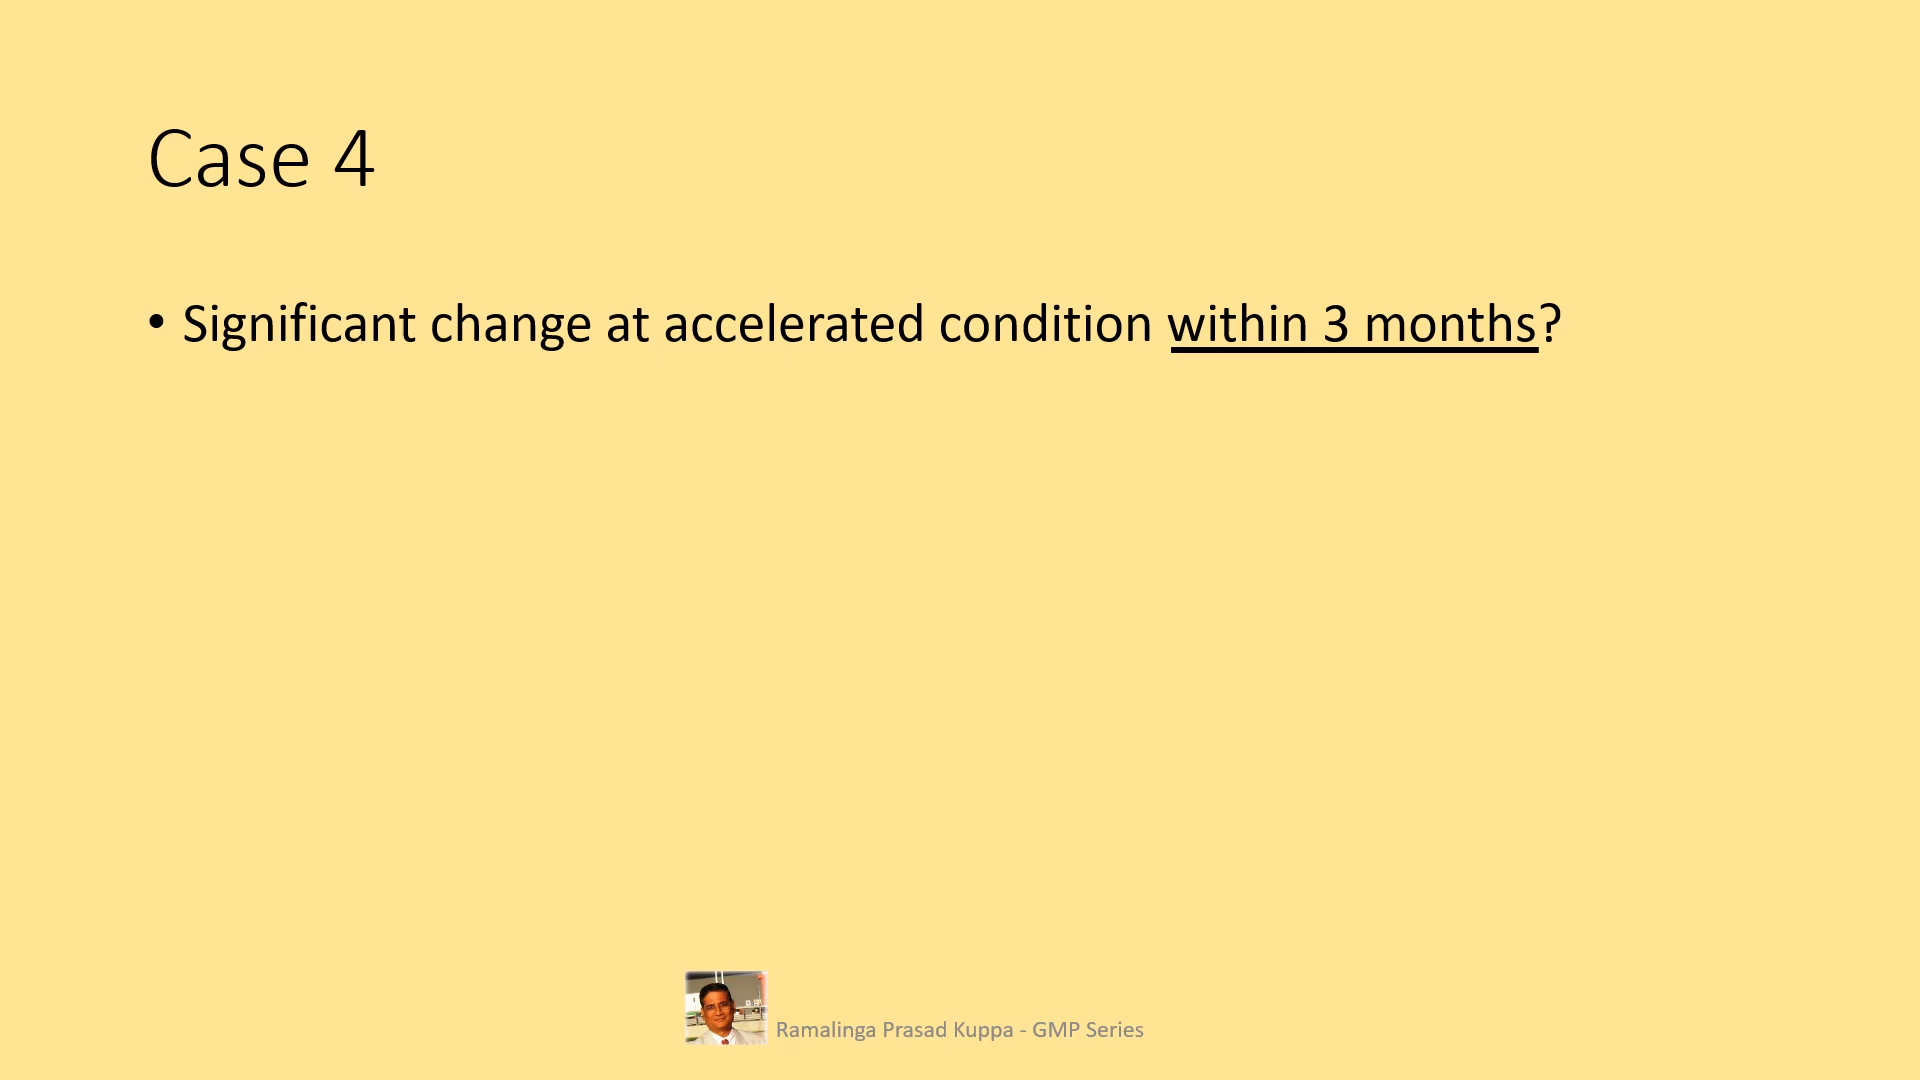 Case 4
• Significant change at accelerated condition within 3 months?
Ramalinga Prasad Kuppa - GMP Series